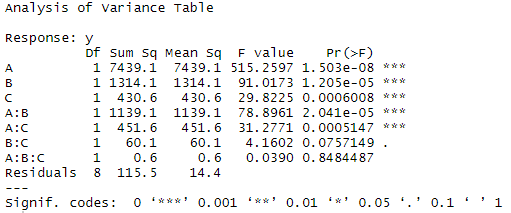 Analysis of Variance Table

Response: y
          Df Sum Sq Mean Sq  F value    Pr(>F)
A          1 7439.1  7439.1 515.2597 1.503e-08 ***
B          1 1314.1  1314.1  91.0173 1.205e-05 ***
C          1  430.6   430.6  29.8225 0.0006008 ***
A:B        1 1139.1  1139.1  78.8961 2.041e-05 ***
A:C        1  451.6   451.6  31.2771 0.0005147 ***
B:C        1   60.1    60.1   4.1602 0.0757149 .
A:B:C      1    0.6     0.6   0.0390 0.8484487
Residuals  8  115.5    14.4
---
Signif. codes:  0 ‘***’ 0.001 ‘**’ 0.01 ‘*’ 0.05 ‘.’ 0.1 ‘ ’ 1